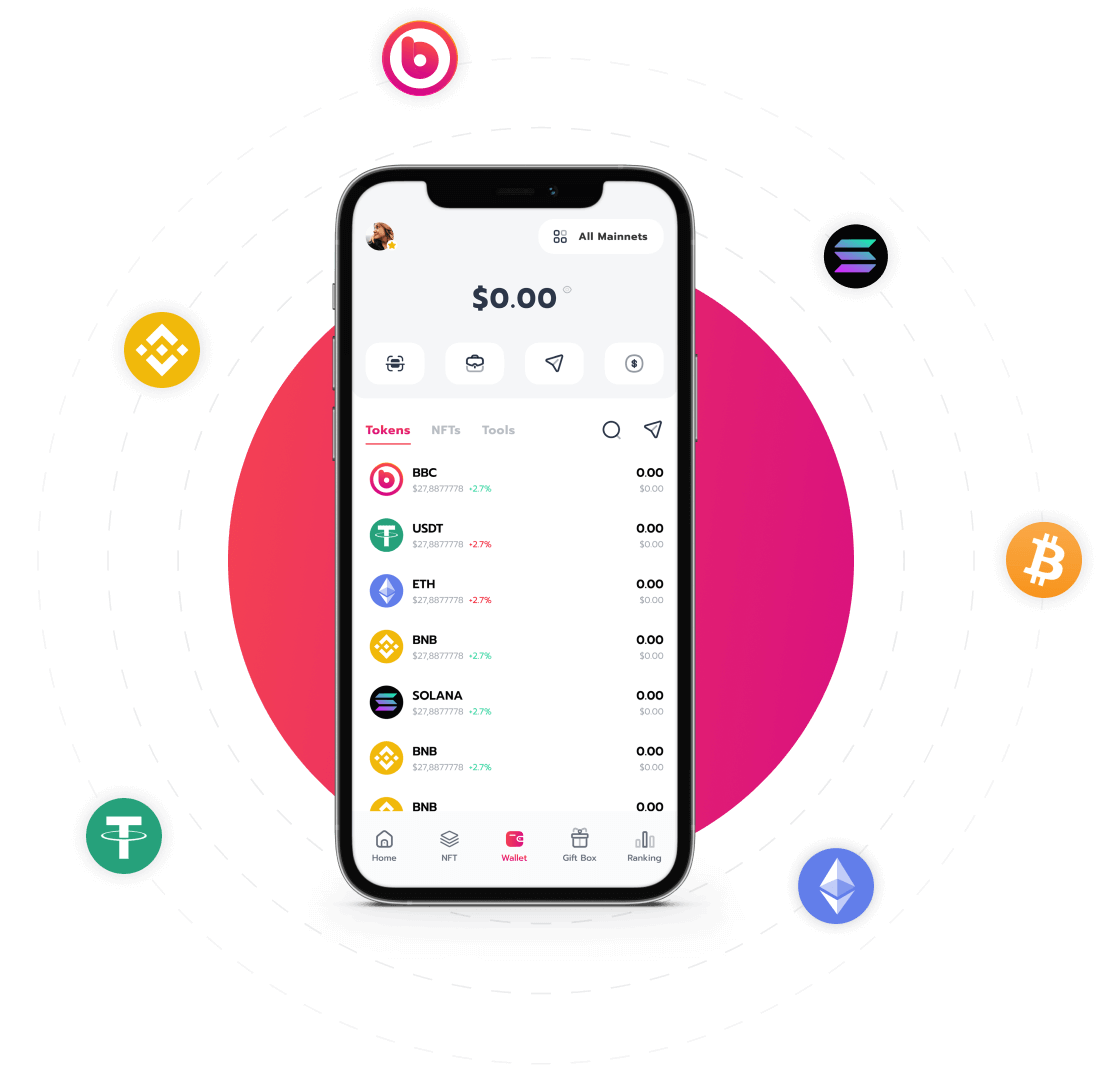 All Mainnets
$0.00
Tokens NFTs Tools
BBC 0.00
$27,8877778 +2.7% $0.00
USDT 0.00
$27,8877778 +2.7% $0.00
ETH 0.00
$27,8877778 +2.7% $0.00
BNB 0.00
$27,8877778 +2.7% $0.00
SOLANA 0.00
$27,8877778 +2.7% $0.00
BNB 0.00
$27,8877778 +2.7% $0.00
BNB 0.00
Home NFT Wallet Gift Box Ranking